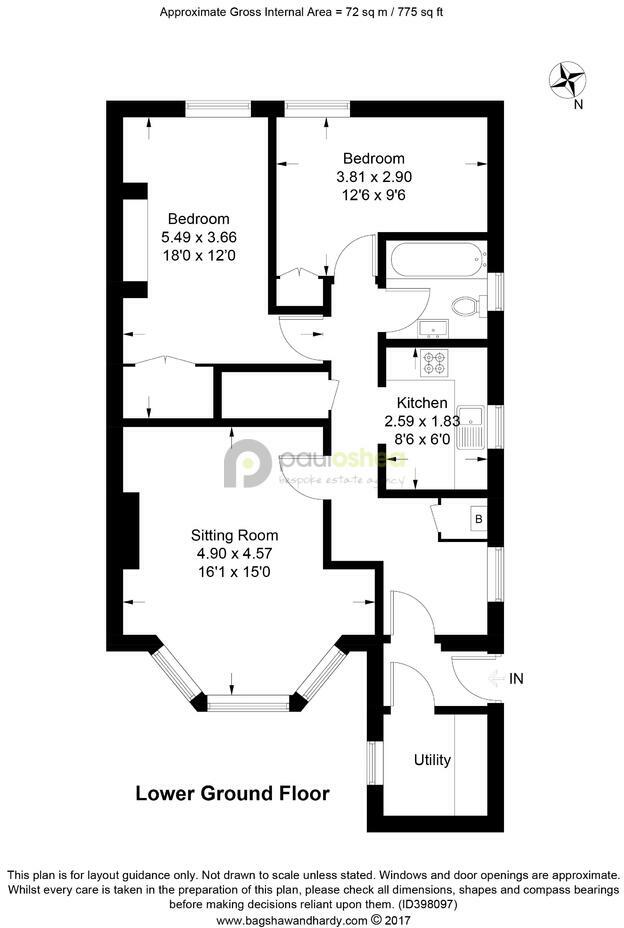 Approximate Gross Internal Area = 72 sq m / 775 sq ft
N
Bedroom
3.81 x 2.90
12'6 x 9'6
Bedroom
5.49 x 3.66
18'0 x 12'0
Kitchen
2.59 x 1.83
8'6 x 6'0
pauloshea
bespoke estate agency
B
Sitting Room
4.90 x 4.57
16'1 x 15'0
IN
Utility
Lower Ground Floor
This plan is for layout guidance only. Not drawn to scale unless stated. Windows and door openings are approximate.
Whilst every care is taken in the preparation of this plan, please check all dimensions, shapes and compass bearings
before making decisions reliant upon them. (ID398097)
www.bagshawandhardy.com © 2017